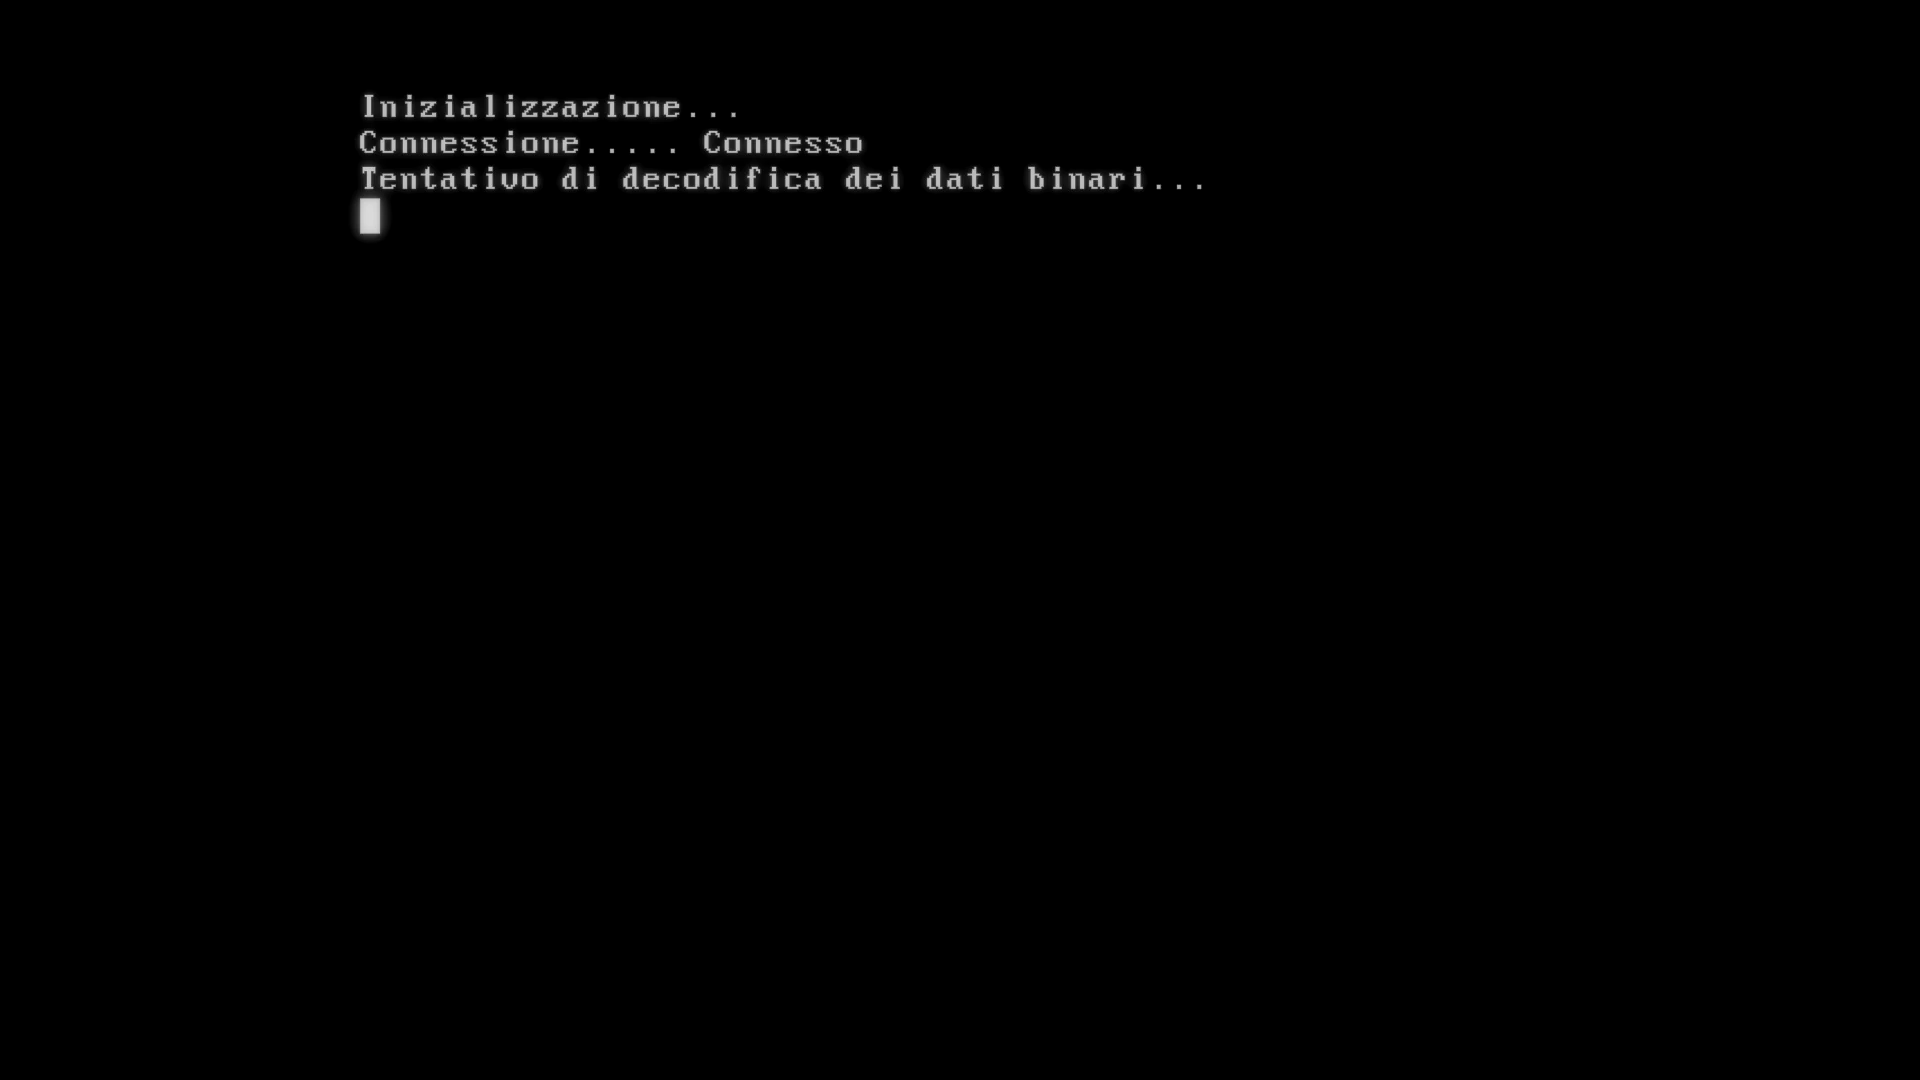 Inizializzazione...
Connessione..... Connesso
Tentativo di decodifica dei dati binari...